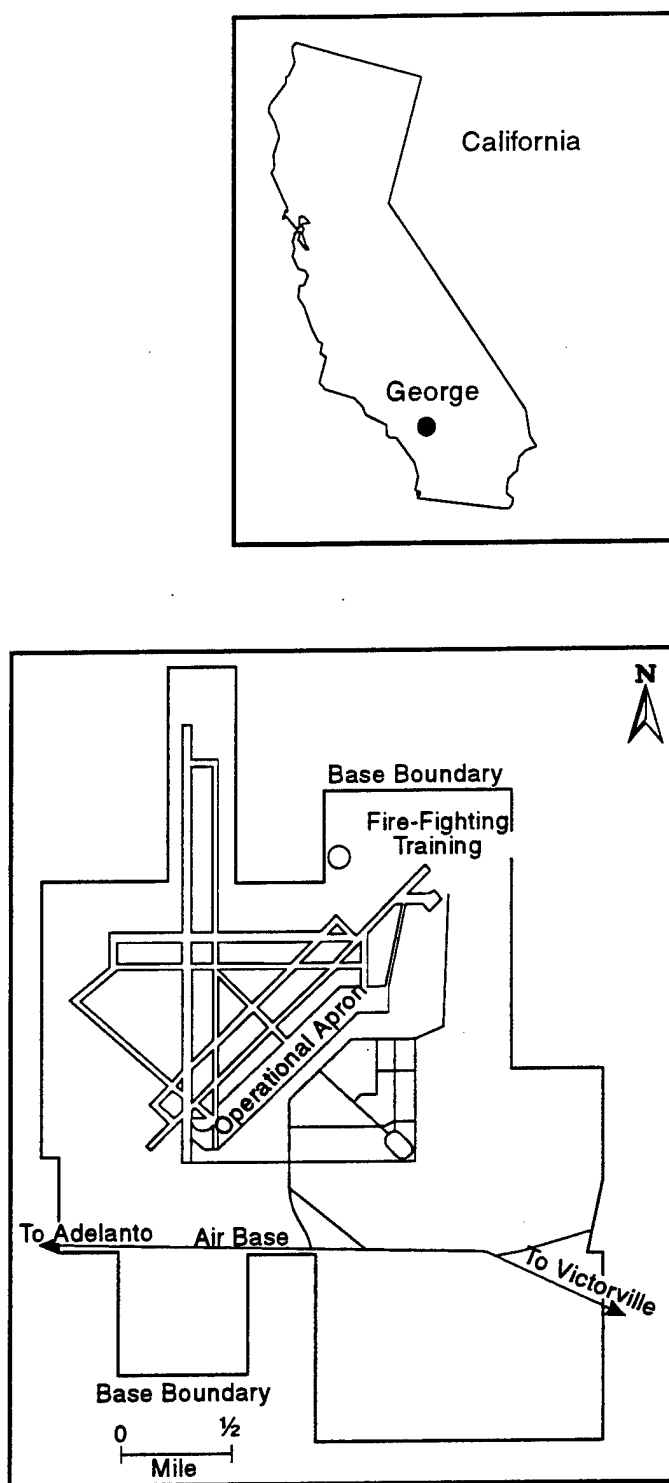 California
George
N
Base Boundary
Fire-Fighting
Training
Operational Apron
To Adelanto
Air Base
To Victorville
Base Boundary
0 ½
Mile